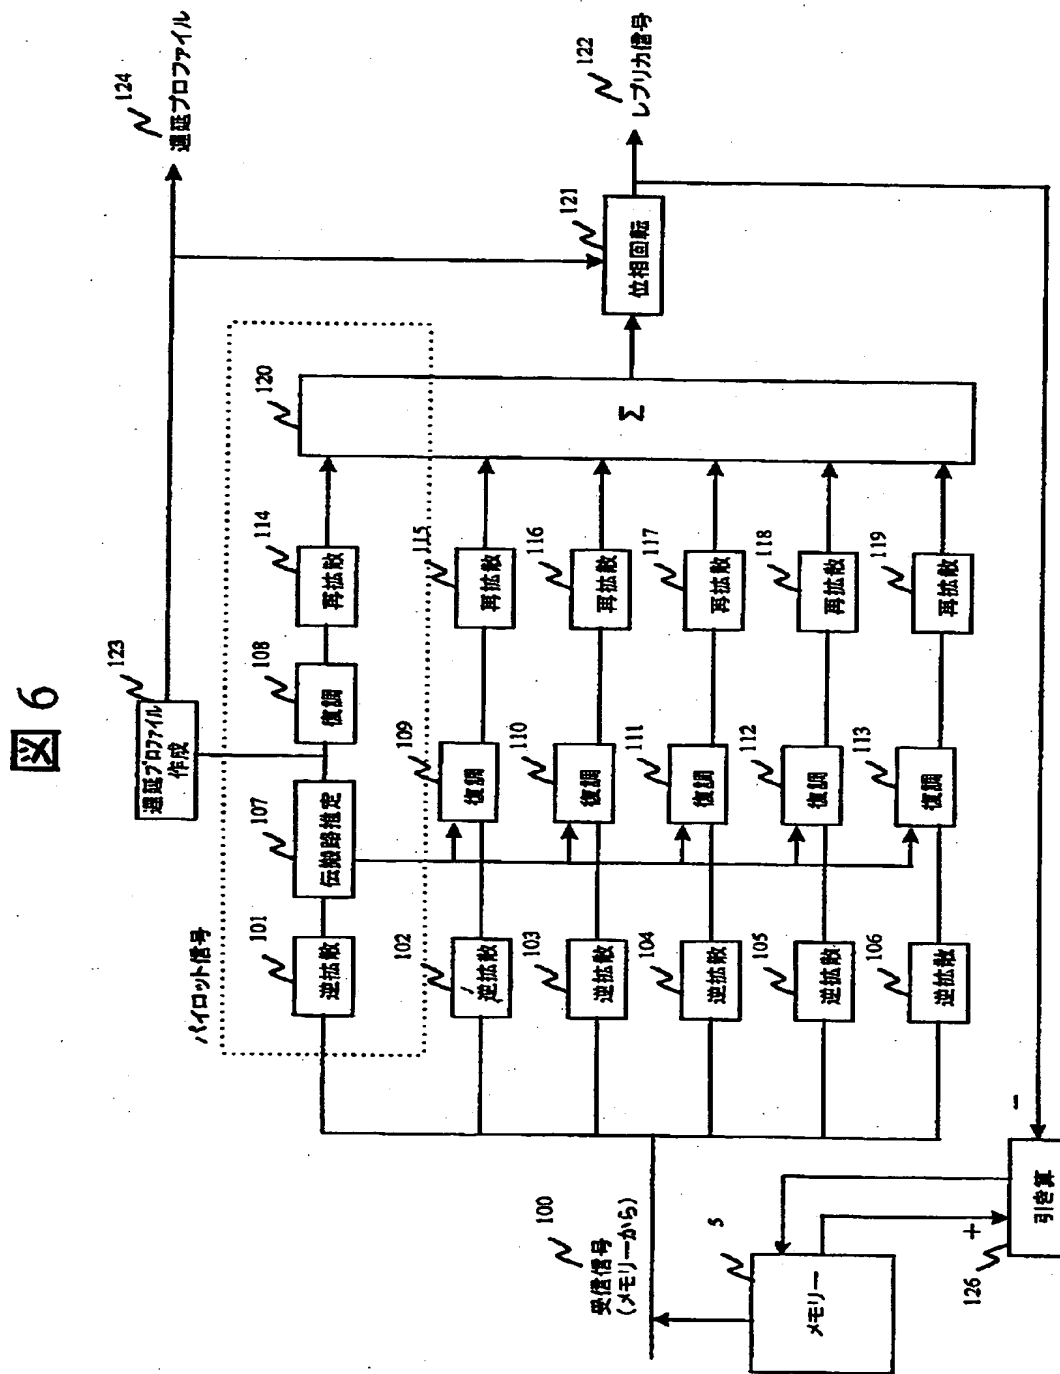 図 6
124
遅延プロファイル
122
レプリカ信号
123
遅延プロファイル
作成
121
位相回転
120
Σ
パイロット信号
101
逆拡散
107
伝搬路推定
108
復調
114
再拡散
102
逆拡散
109
復調
115
再拡散
103
逆拡散
110
復調
116
再拡散
104
逆拡散
111
復調
117
再拡散
105
逆拡散
112
復調
118
再拡散
106
逆拡散
113
復調
119
再拡散
100
受信信号
(メモリーから)
5
メモリー
+
−
126
引き算